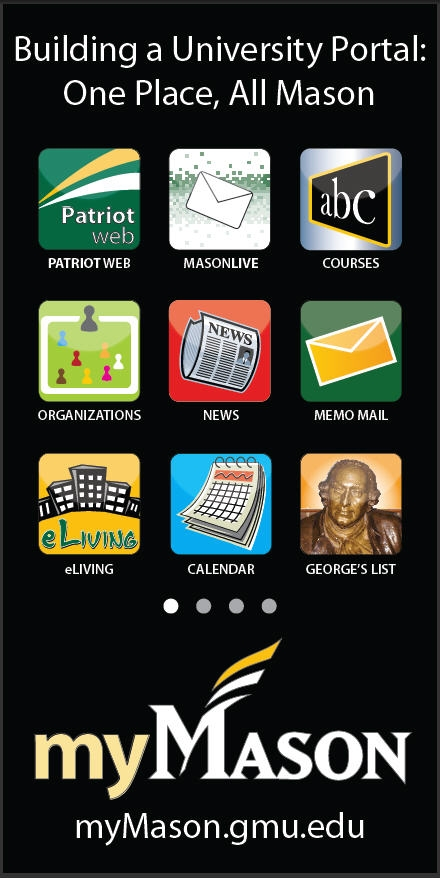 Building a University Portal:
One Place, All Mason
Patriot
web
abc
PATRIOT WEB
MASONLIVE
COURSES
NEWS
ORGANIZATIONS
NEWS
MEMO MAIL
eLIVING
eLIVING
CALENDAR
GEORGE'S LIST
myMASON
myMason.gmu.edu